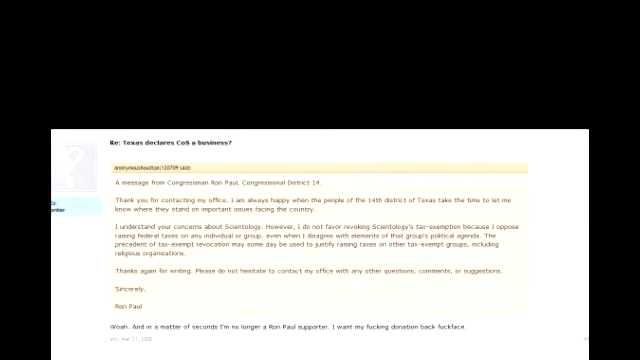 Re: Texas declares CoS a business?
A message from Congressman Ron Paul, Congressional District 14.
Thank you for contacting my office. I am always happy when the people of the 14th district of Texas take the time to let me
know where they stand on important issues facing the country.
I understand your concerns about Scientology. However, I do not favor revoking Scientology's tax-exemption because I oppose
raising federal taxes on any individual or group, even when I disagree with elements of that group's political agenda. The
precedent of tax-exempt revocation may some day be used to justify raising taxes on other tax-exempt groups, including
religious organizations.
Thanks again for writing. Please do not hesitate to contact my office with any other questions, comments, or suggestions.
Sincerely,
Ron Paul
Woah. And in a matter of seconds I'm no longer a Ron Paul supporter. I want my fucking donation back fuckface.